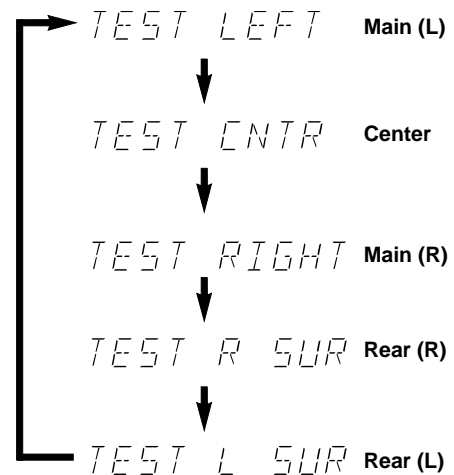 TEST LEFT Main (L)
TEST CNTR Center
TEST RIGHT Main (R)
TEST R SUR Rear (R)
TEST L SUR Rear (L)